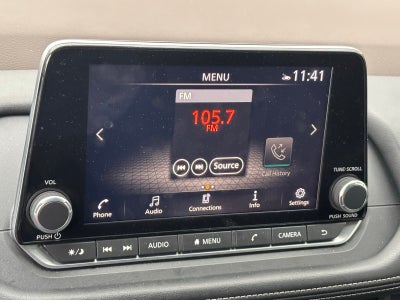 MENU
11:41
FM
105.7
FM
Source
Call History
Phone
Audio
Connections
Info
Settings
VOL
PUSH
TUNE·SCROLL
PUSH SOUND
AUDIO
MENU
CAMERA